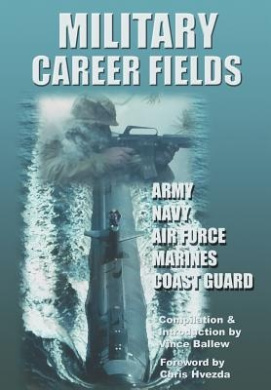 MILITARY
CAREER FIELDS
ARMY
NAVY
AIR FORCE
MARINES
COAST GUARD
Compilation &
Introduction by
Vince Ballew
Foreword by
Chris Hvezda